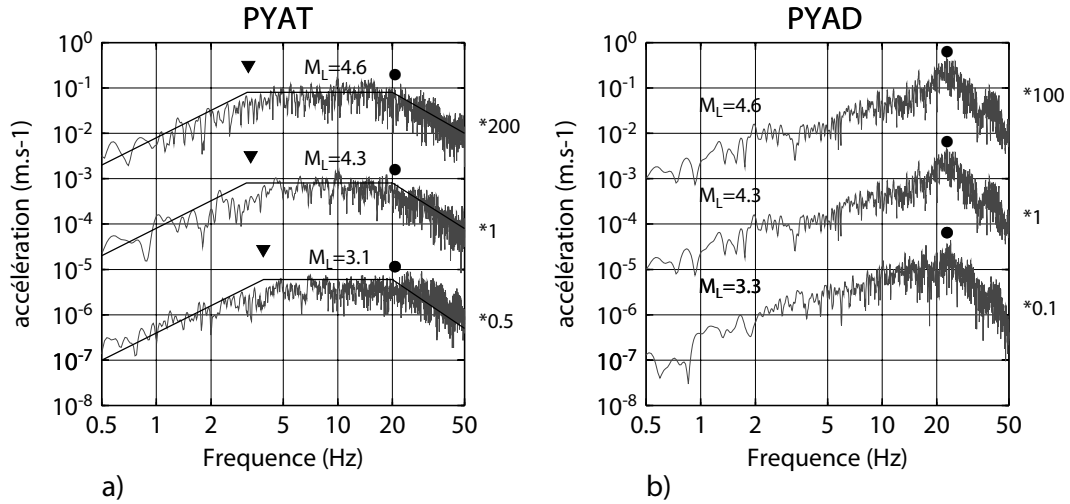 PYAT
10^0
10^-1
10^-2
10^-3
10^-4
10^-5
10^-6
10^-7
10^-8
accélération (m.s-1)
M_L=4.6
*200
M_L=4.3
*1
M_L=3.1
*0.5
0.5 1 2 5 10 20 50
Frequence (Hz)
a)
PYAD
10^0
10^-1
10^-2
10^-3
10^-4
10^-5
10^-6
10^-7
10^-8
accélération (m.s-1)
M_L=4.6
*100
M_L=4.3
*1
M_L=3.3
*0.1
0.5 1 2 5 10 20 50
Frequence (Hz)
b)